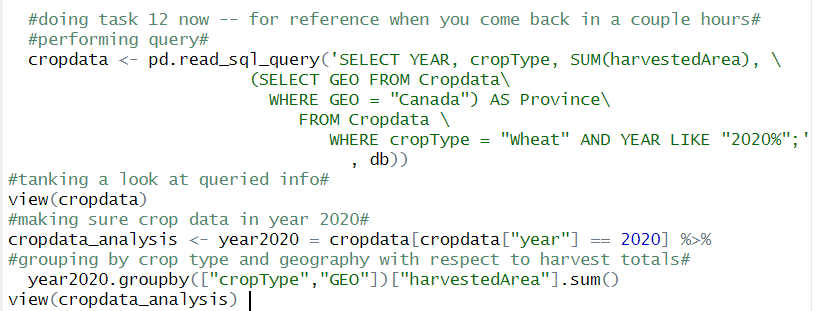 #doing task 12 now -- for reference when you come back in a couple hours#
#performing query#
cropdata <- pd.read_sql_query('SELECT YEAR, cropType, SUM(harvestedArea), \
(SELECT GEO FROM Cropdata\
WHERE GEO = "Canada") AS Province\
FROM Cropdata \
WHERE cropType = "Wheat" AND YEAR LIKE "2020%";'
, db))
#tanking a look at queried info#
view(cropdata)
#making sure crop data in year 2020#
cropdata_analysis <- year2020 = cropdata[cropdata["year"] == 2020] %>%
#grouping by crop type and geography with respect to harvest totals#
year2020.groupby(["cropType","GEO"])["harvestedArea"].sum()
view(cropdata_analysis)